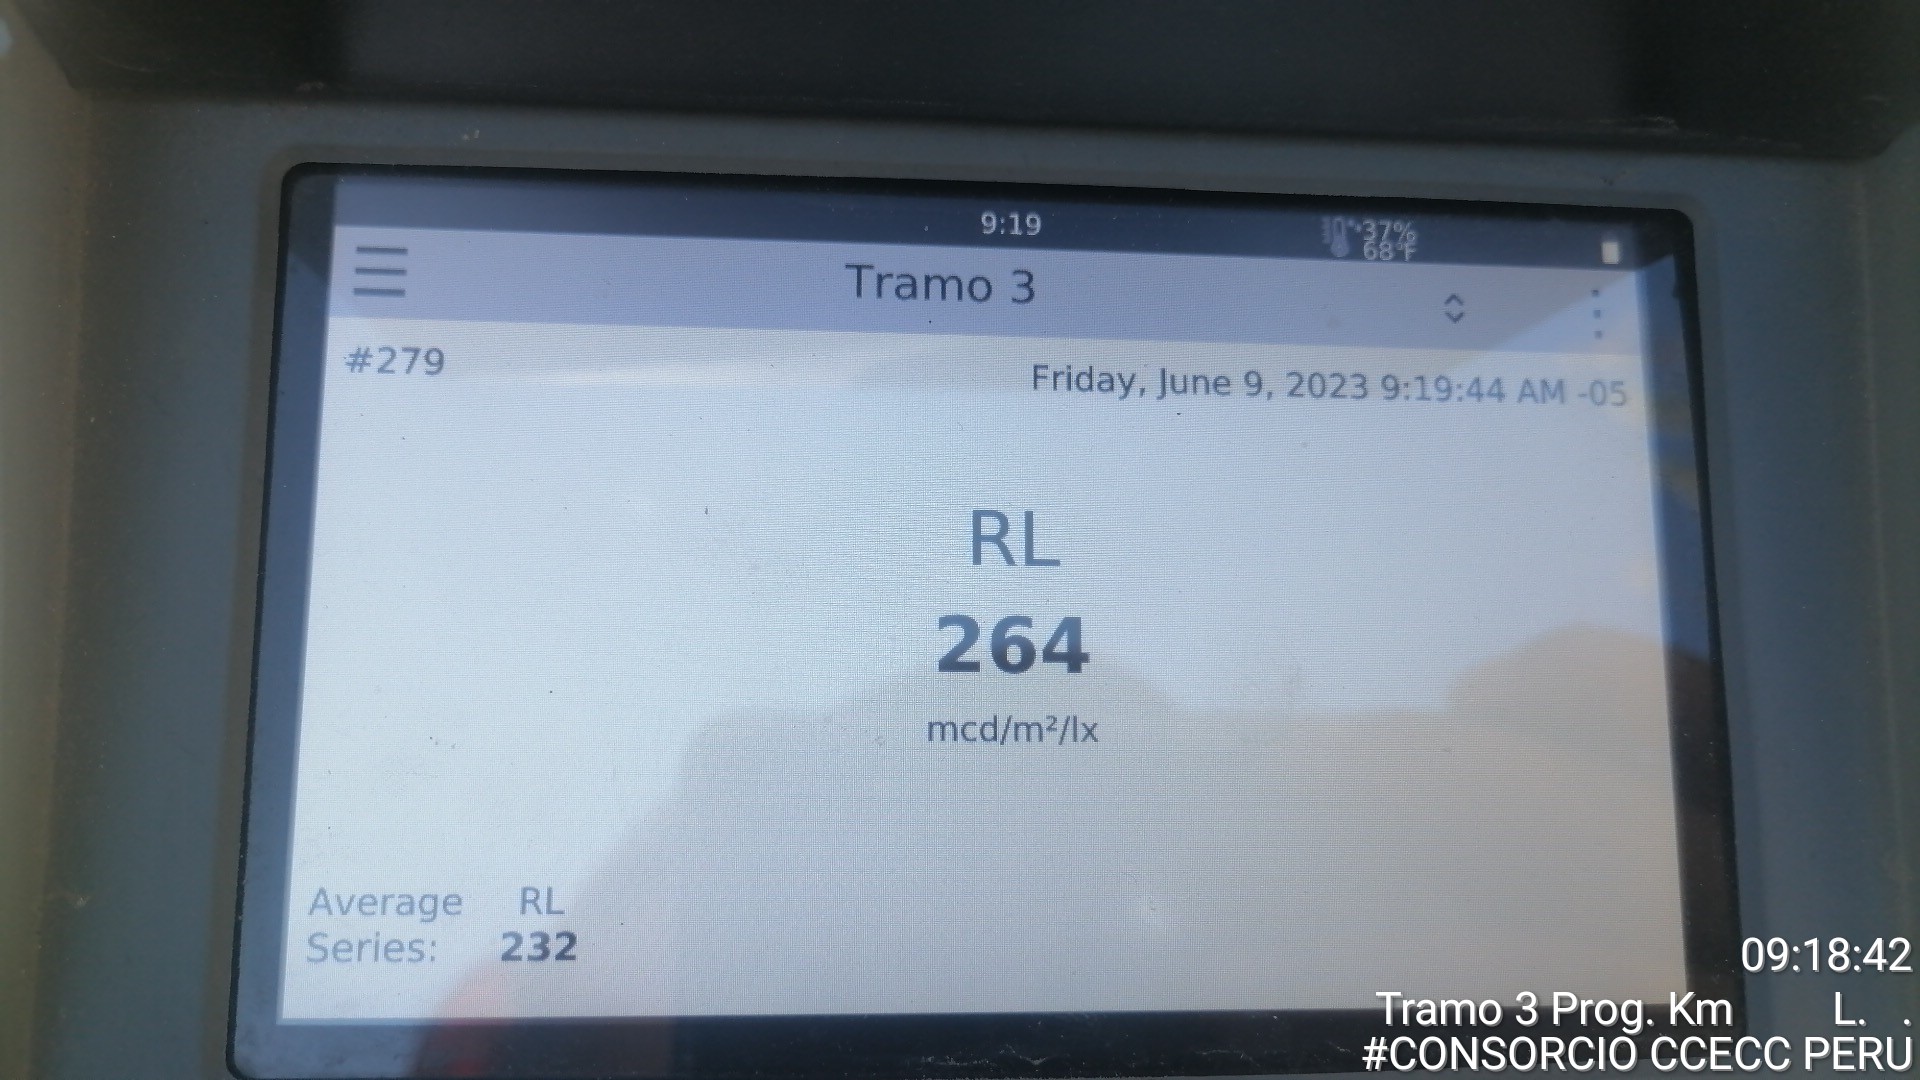 9:19
37%
68°F
Tramo 3
#279
Friday, June 9, 2023 9:19:44 AM -05
RL
264
mcd/m²/lx
Average RL
Series: 232
09:18:42
Tramo 3 Prog. Km L. .
#CONSORCIO CCECC PERU